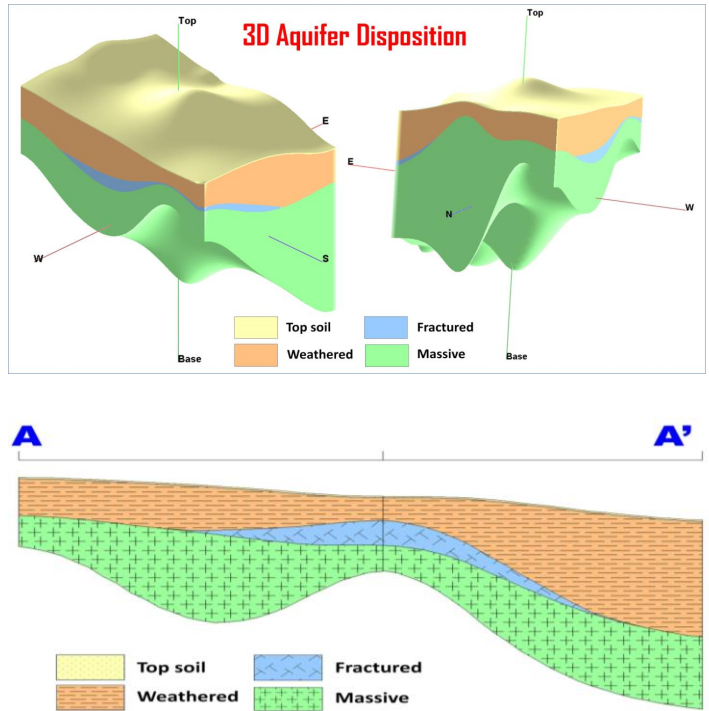 3D Aquifer Disposition
Top
E
W
S
Base
Top
E
N
W
Base
Top soil
Fractured
Weathered
Massive
A
A’
Top soil
Fractured
Weathered
Massive